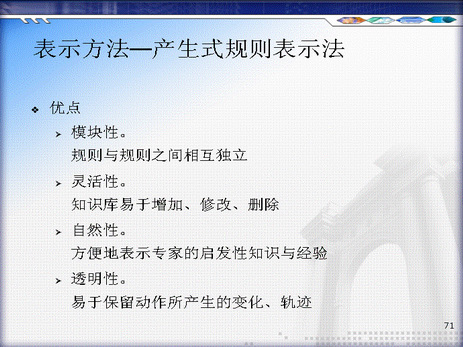 表示方法—产生式规则表示法
❖ 优点
➢ 模块性。
规则与规则之间相互独立
➢ 灵活性。
知识库易于增加、修改、删除
➢ 自然性。
方便地表示专家的启发性知识与经验
➢ 透明性。
易于保留动作所产生的变化、轨迹
71